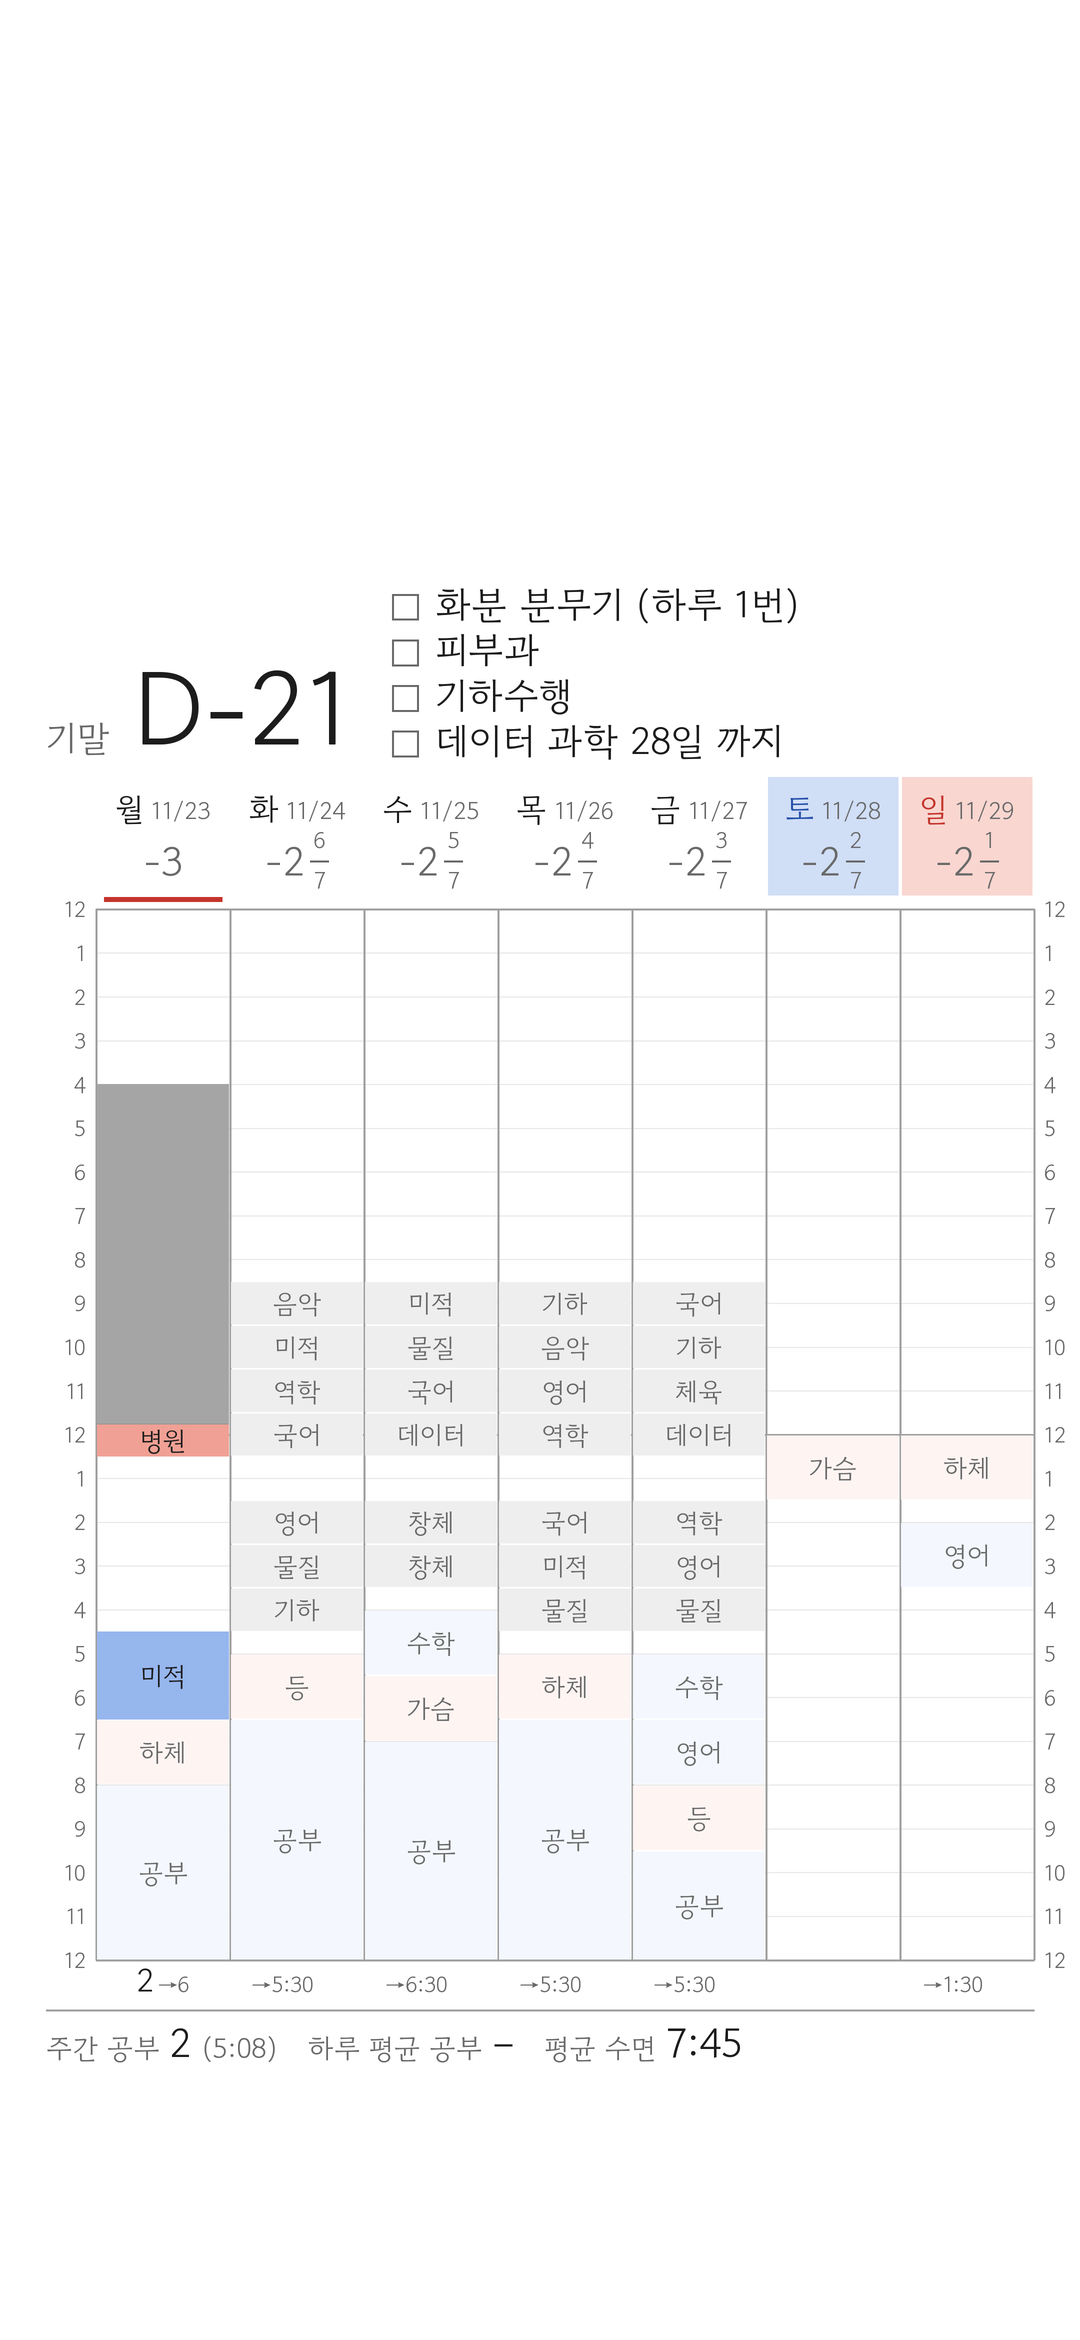 □ 화분 분무기 (하루 1번)
□ 피부과
□ 기하수행
□ 데이터 과학 28일 까지
기말 D-21
월 11/23 화 11/24 수 11/25 목 11/26 금 11/27 토 11/28 일 11/29
-3 -2 6/7 -2 5/7 -2 4/7 -2 3/7 -2 2/7 -2 1/7
12 12
1 1
2 2
3 3
4 4
5 5
6 6
7 7
8 8
9 음악 미적 기하 국어 9
10 미적 물질 음악 기하 10
11 역학 국어 영어 체육 11
12 병원 국어 데이터 역학 데이터 12
1 가슴 하체 1
2 영어 창체 국어 역학 2
3 물질 창체 미적 영어 영어 3
4 기하 물질 물질 4
5 수학 5
6 미적 등 가슴 하체 수학 6
7 하체 영어 7
8 8
9 공부 공부 공부 등 9
10 공부 10
11 공부 11
12 12
2 →6 →5:30 →6:30 →5:30 →5:30 →1:30
주간 공부 2 (5:08) 하루 평균 공부 – 평균 수면 7:45